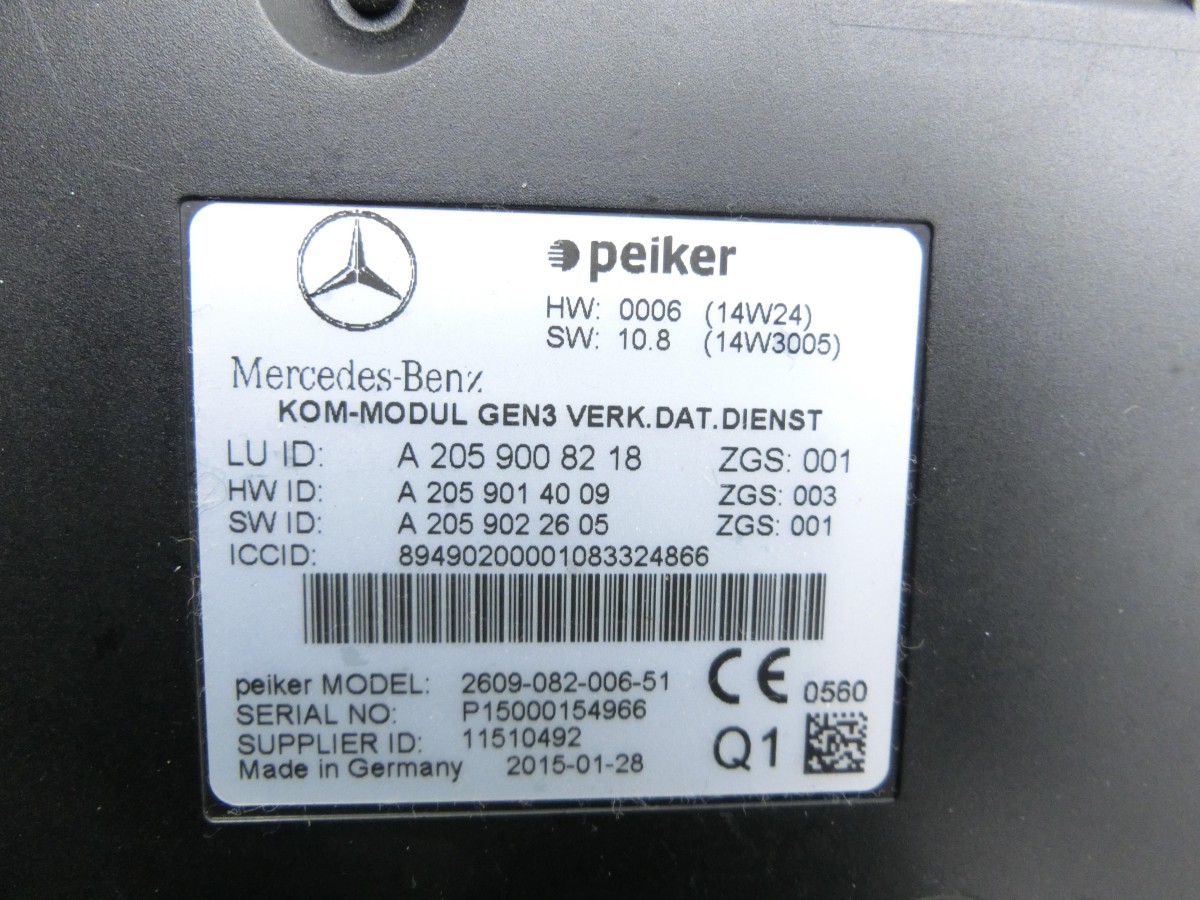 peiker
HW: 0006 (14W24)
SW: 10.8 (14W3005)
Mercedes-Benz
KOM-MODUL GEN3 VERK.DAT.DIENST
LU ID: A 205 900 82 18 ZGS: 001
HW ID: A 205 901 40 09 ZGS: 003
SW ID: A 205 902 26 05 ZGS: 001
ICCID: 89490200001083324866
peiker MODEL: 2609-082-006-51
CE 0560
SERIAL NO: P15000154966
SUPPLIER ID: 11510492
Q1
Made in Germany 2015-01-28